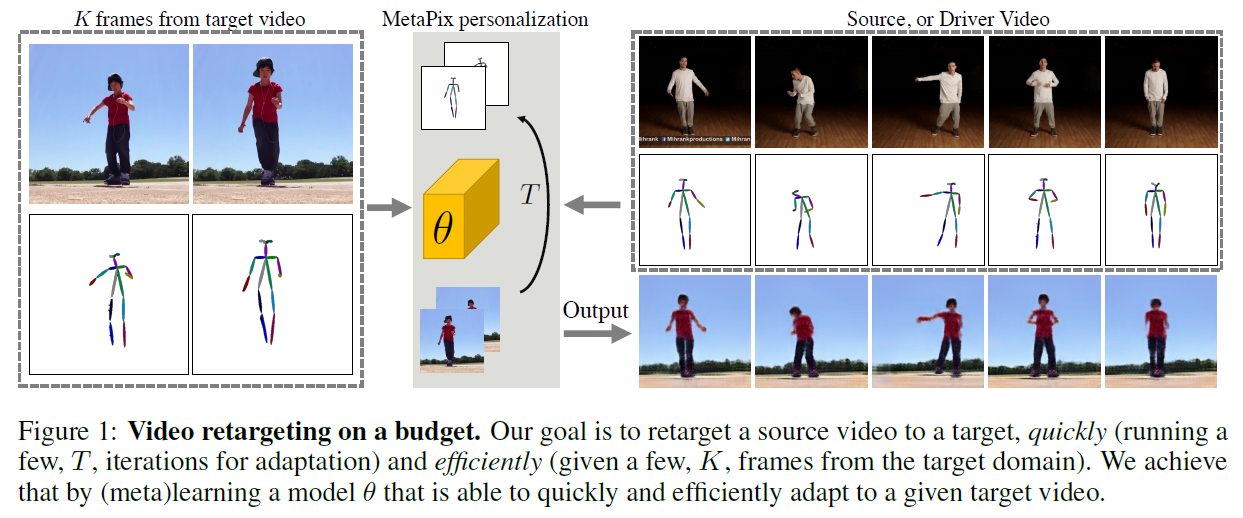 K frames from target video
MetaPix personalization
Source, or Driver Video
Mihrank Mihrankproductions Mihran
θ
T
Output
Figure 1: Video retargeting on a budget. Our goal is to retarget a source video to a target, quickly (running a
few, T, iterations for adaptation) and efficiently (given a few, K, frames from the target domain). We achieve
that by (meta)learning a model θ that is able to quickly and efficiently adapt to a given target video.